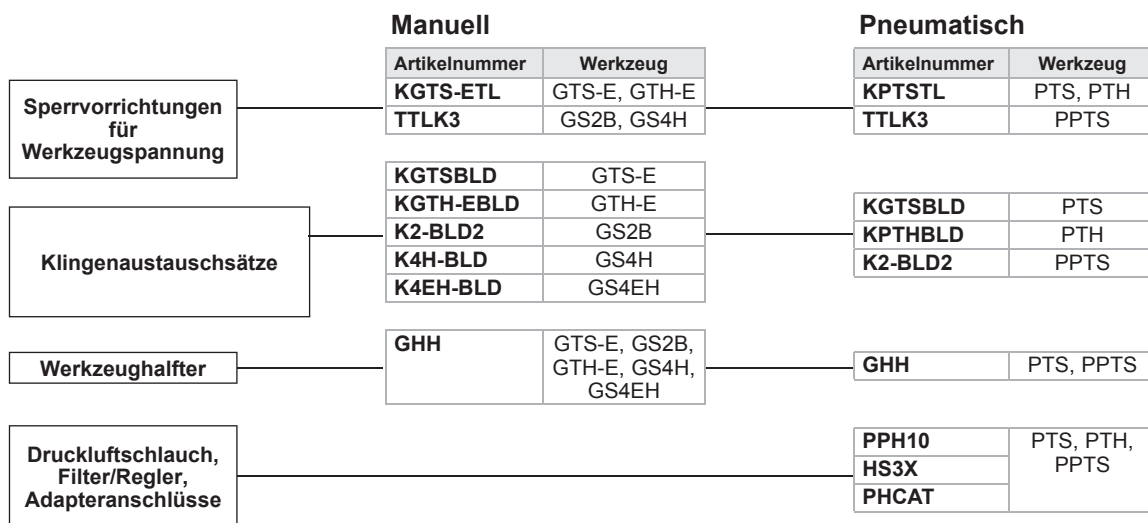 Manuell
Pneumatisch
Artikelnummer Werkzeug
Artikelnummer Werkzeug
Sperrvorrichtungen
für
Werkzeugspannung
KGTS-ETL GTS-E, GTH-E
TTLK3 GS2B, GS4H
KPTSTL PTS, PTH
TTLK3 PPTS
Klingenaustauschsätze
KGTSBLD GTS-E
KGTH-EBLD GTH-E
K2-BLD2 GS2B
K4H-BLD GS4H
K4EH-BLD GS4EH
KGTSBLD PTS
KPTHBLD PTH
K2-BLD2 PPTS
Werkzeughalfter
GHH GTS-E, GS2B,
GTH-E, GS4H,
GS4EH
GHH PTS, PPTS
Druckluftschlauch,
Filter/Regler,
Adapteranschlüsse
PPH10 PTS, PTH,
HS3X PPTS
PHCAT